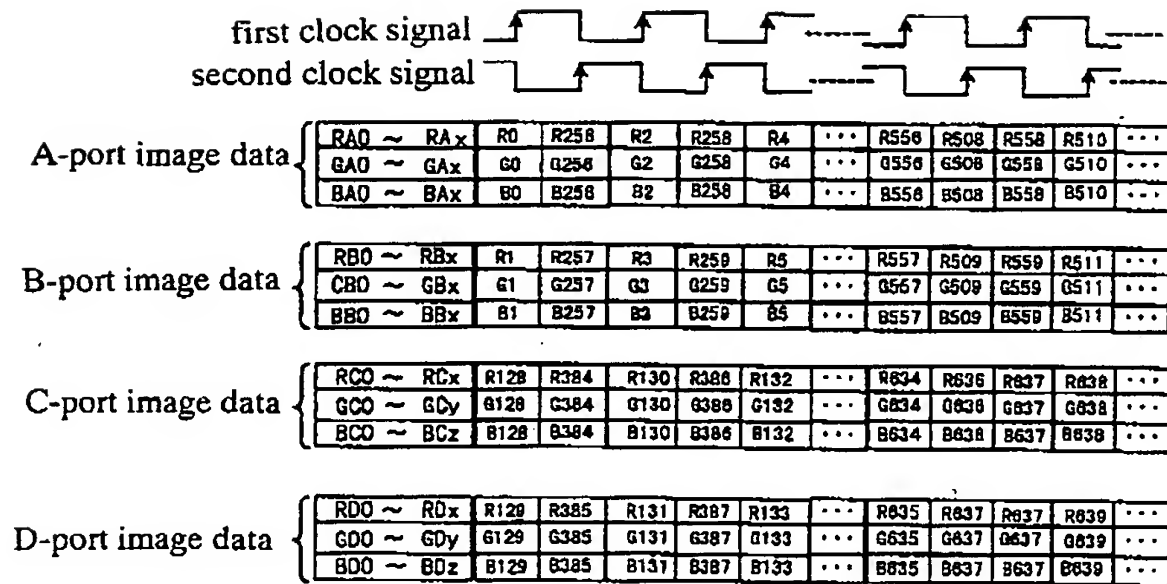 first clock signal
second clock signal
A-port image data
RA0 ~ RAx R0 R256 R2 R258 R4 ··· R556 R508 R558 R510 ···
GA0 ~ GAx G0 G256 G2 G258 G4 ··· G556 G508 G558 G510 ···
BA0 ~ BAx B0 B256 B2 B258 B4 ··· B556 B508 B558 B510 ···
B-port image data
RB0 ~ RBx R1 R257 R3 R259 R5 ··· R557 R509 R559 R511 ···
CB0 ~ GBx G1 G257 G3 G259 G5 ··· G557 G509 G559 G511 ···
BB0 ~ BBx B1 B257 B3 B259 B5 ··· B557 B509 B559 B511 ···
C-port image data
RC0 ~ RCx R128 R384 R130 R386 R132 ··· R634 R636 R637 R638 ···
GC0 ~ GCy G128 G384 G130 G386 G132 ··· G634 G636 G637 G638 ···
BC0 ~ BCz B128 B384 B130 B386 B132 ··· B634 B638 B637 B638 ···
D-port image data
RD0 ~ RDx R129 R385 R131 R387 R133 ··· R635 R637 R637 R639 ···
GD0 ~ GDy G129 G385 G131 G387 G133 ··· G635 G637 G637 G639 ···
BD0 ~ BDz B129 B385 B131 B387 B133 ··· B635 B637 B637 B639 ···